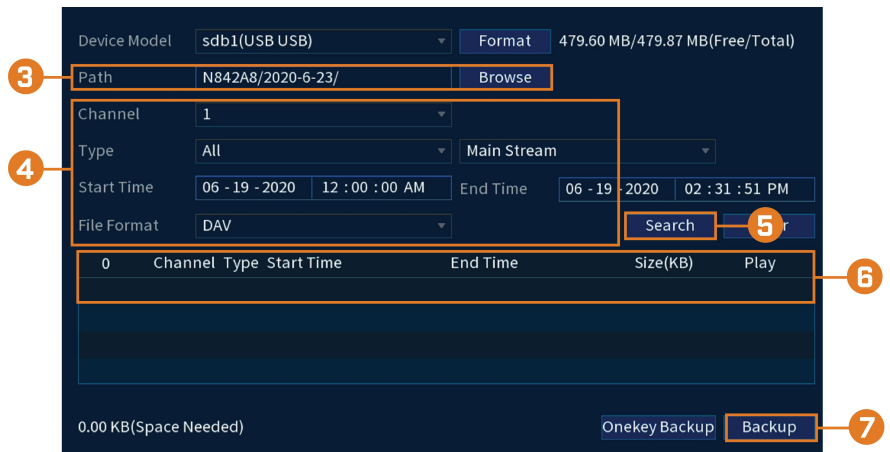 Device Model sdb1(USB USB) Format 479.60 MB/479.87 MB(Free/Total)
3 Path N842A8/2020-6-23/ Browse
Channel 1
4 Type All Main Stream
Start Time 06 - 19 - 2020 12 : 00 : 00 AM End Time 06 - 19 - 2020 02 : 31 : 51 PM
File Format DAV Search 5 r
0 Channel Type Start Time End Time Size(KB) Play
6
0.00 KB(Space Needed) Onekey Backup Backup 7